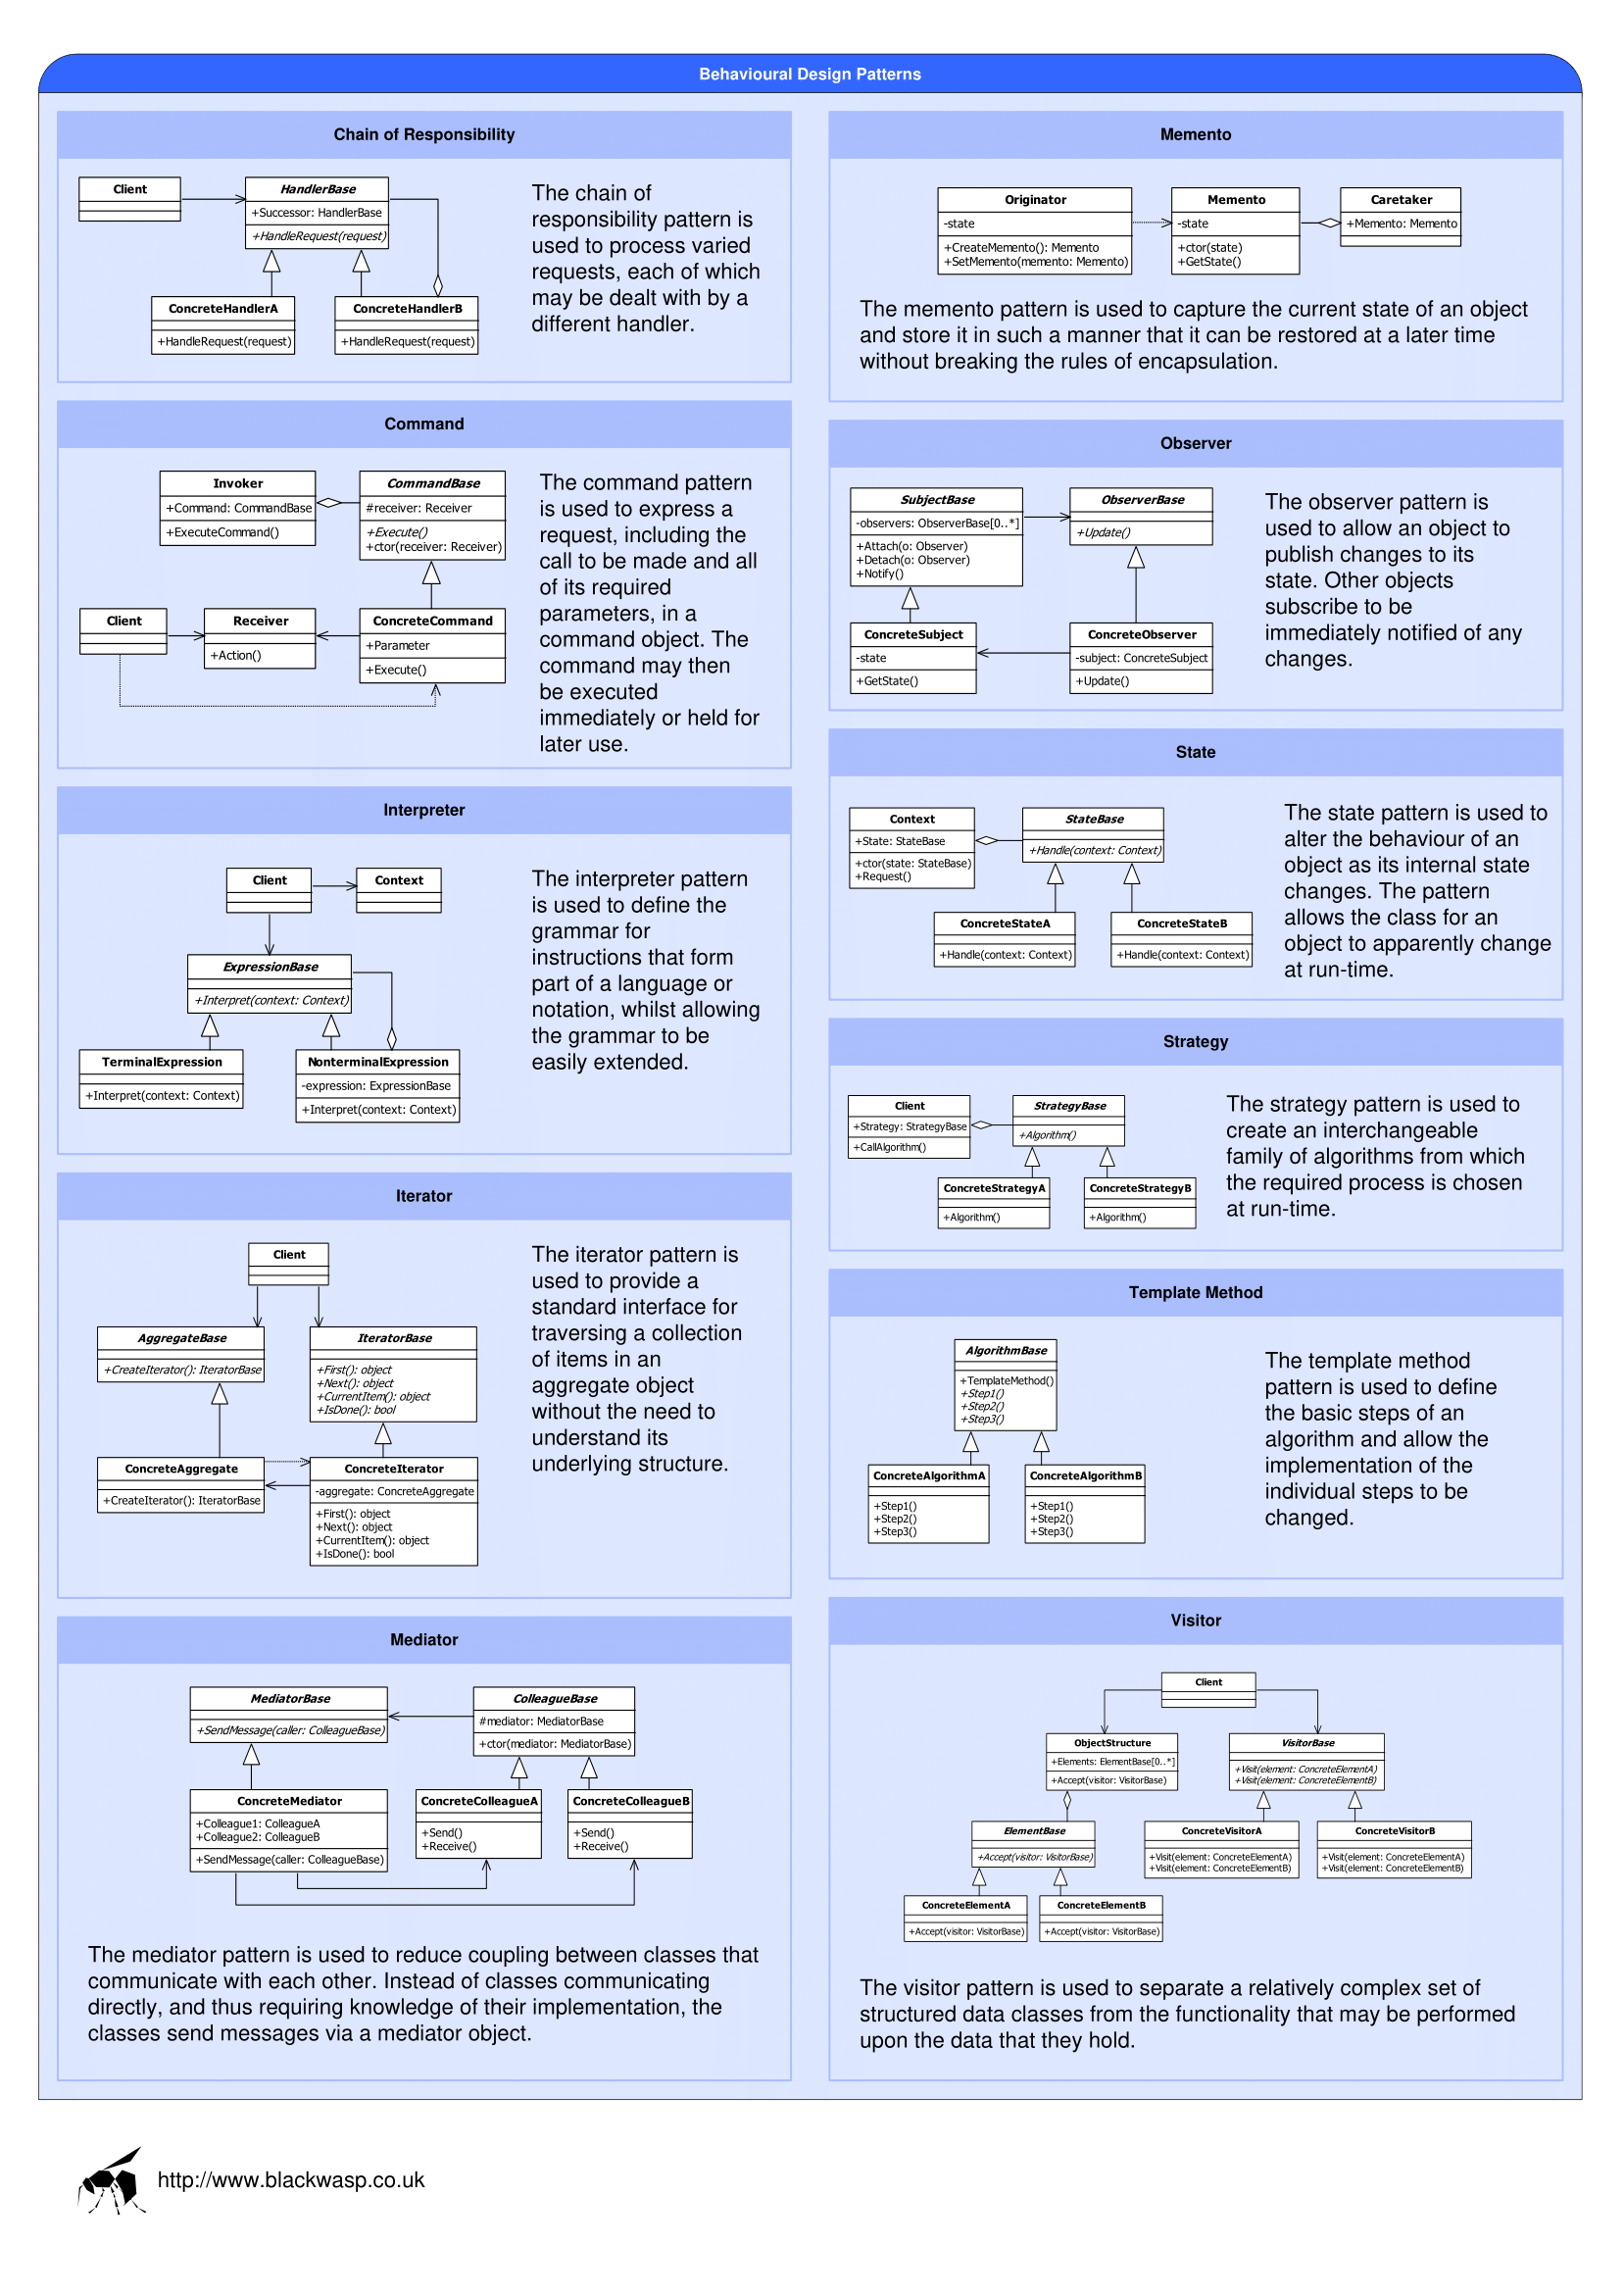 Behavioural Design Patterns
Chain of Responsibility
Client
HandlerBase
+Successor: HandlerBase
+HandleRequest(request)
ConcreteHandlerA
+HandleRequest(request)
ConcreteHandlerB
+HandleRequest(request)
The chain of
responsibility pattern is
used to process varied
requests, each of which
may be dealt with by a
different handler.
Command
Invoker
+Command: CommandBase
+ExecuteCommand()
CommandBase
#receiver: Receiver
+Execute()
+ctor(receiver: Receiver)
Client
Receiver
+Action()
ConcreteCommand
+Parameter
+Execute()
The command pattern
is used to express a
request, including the
call to be made and all
of its required
parameters, in a
command object. The
command may then
be executed
immediately or held for
later use.
Interpreter
Client
Context
ExpressionBase
+Interpret(context: Context)
TerminalExpression
+Interpret(context: Context)
NonterminalExpression
-expression: ExpressionBase
+Interpret(context: Context)
The interpreter pattern
is used to define the
grammar for
instructions that form
part of a language or
notation, whilst allowing
the grammar to be
easily extended.
Iterator
Client
AggregateBase
+CreateIterator(): IteratorBase
IteratorBase
+First(): object
+Next(): object
+CurrentItem(): object
+IsDone(): bool
ConcreteAggregate
+CreateIterator(): IteratorBase
ConcreteIterator
-aggregate: ConcreteAggregate
+First(): object
+Next(): object
+CurrentItem(): object
+IsDone(): bool
The iterator pattern is
used to provide a
standard interface for
traversing a collection
of items in an
aggregate object
without the need to
understand its
underlying structure.
Mediator
MediatorBase
+SendMessage(caller: ColleagueBase)
ColleagueBase
#mediator: MediatorBase
+ctor(mediator: MediatorBase)
ConcreteMediator
+Colleague1: ColleagueA
+Colleague2: ColleagueB
+SendMessage(caller: ColleagueBase)
ConcreteColleagueA
+Send()
+Receive()
ConcreteColleagueB
+Send()
+Receive()
The mediator pattern is used to reduce coupling between classes that
communicate with each other. Instead of classes communicating
directly, and thus requiring knowledge of their implementation, the
classes send messages via a mediator object.
Memento
Originator
-state
+CreateMemento(): Memento
+SetMemento(memento: Memento)
Memento
-state
+ctor(state)
+GetState()
Caretaker
+Memento: Memento
The memento pattern is used to capture the current state of an object
and store it in such a manner that it can be restored at a later time
without breaking the rules of encapsulation.
Observer
SubjectBase
-observers: ObserverBase[0..*]
+Attach(o: Observer)
+Detach(o: Observer)
+Notify()
ObserverBase
+Update()
ConcreteSubject
-state
+GetState()
ConcreteObserver
-subject: ConcreteSubject
+Update()
The observer pattern is
used to allow an object to
publish changes to its
state. Other objects
subscribe to be
immediately notified of any
changes.
State
Context
+State: StateBase
+ctor(state: StateBase)
+Request()
StateBase
+Handle(context: Context)
ConcreteStateA
+Handle(context: Context)
ConcreteStateB
+Handle(context: Context)
The state pattern is used to
alter the behaviour of an
object as its internal state
changes. The pattern
allows the class for an
object to apparently change
at run-time.
Strategy
Client
+Strategy: StrategyBase
+CallAlgorithm()
StrategyBase
+Algorithm()
ConcreteStrategyA
+Algorithm()
ConcreteStrategyB
+Algorithm()
The strategy pattern is used to
create an interchangeable
family of algorithms from which
the required process is chosen
at run-time.
Template Method
AlgorithmBase
+TemplateMethod()
+Step1()
+Step2()
+Step3()
ConcreteAlgorithmA
+Step1()
+Step2()
+Step3()
ConcreteAlgorithmB
+Step1()
+Step2()
+Step3()
The template method
pattern is used to define
the basic steps of an
algorithm and allow the
implementation of the
individual steps to be
changed.
Visitor
Client
ObjectStructure
+Elements: ElementBase[0..*]
+Accept(visitor: VisitorBase)
VisitorBase
+Visit(element: ConcreteElementA)
+Visit(element: ConcreteElementB)
ElementBase
+Accept(visitor: VisitorBase)
ConcreteVisitorA
+Visit(element: ConcreteElementA)
+Visit(element: ConcreteElementB)
ConcreteVisitorB
+Visit(element: ConcreteElementA)
+Visit(element: ConcreteElementB)
ConcreteElementA
+Accept(visitor: VisitorBase)
ConcreteElementB
+Accept(visitor: VisitorBase)
The visitor pattern is used to separate a relatively complex set of
structured data classes from the functionality that may be performed
upon the data that they hold.
http://www.blackwasp.co.uk